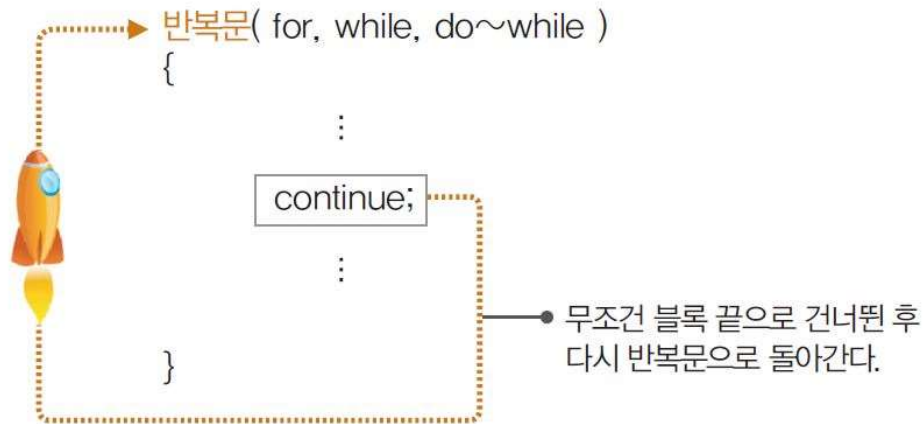 반복문( for, while, do～while )
{
⋮
continue;
⋮
무조건 블록 끝으로 건너뛴 후
다시 반복문으로 돌아간다.
}